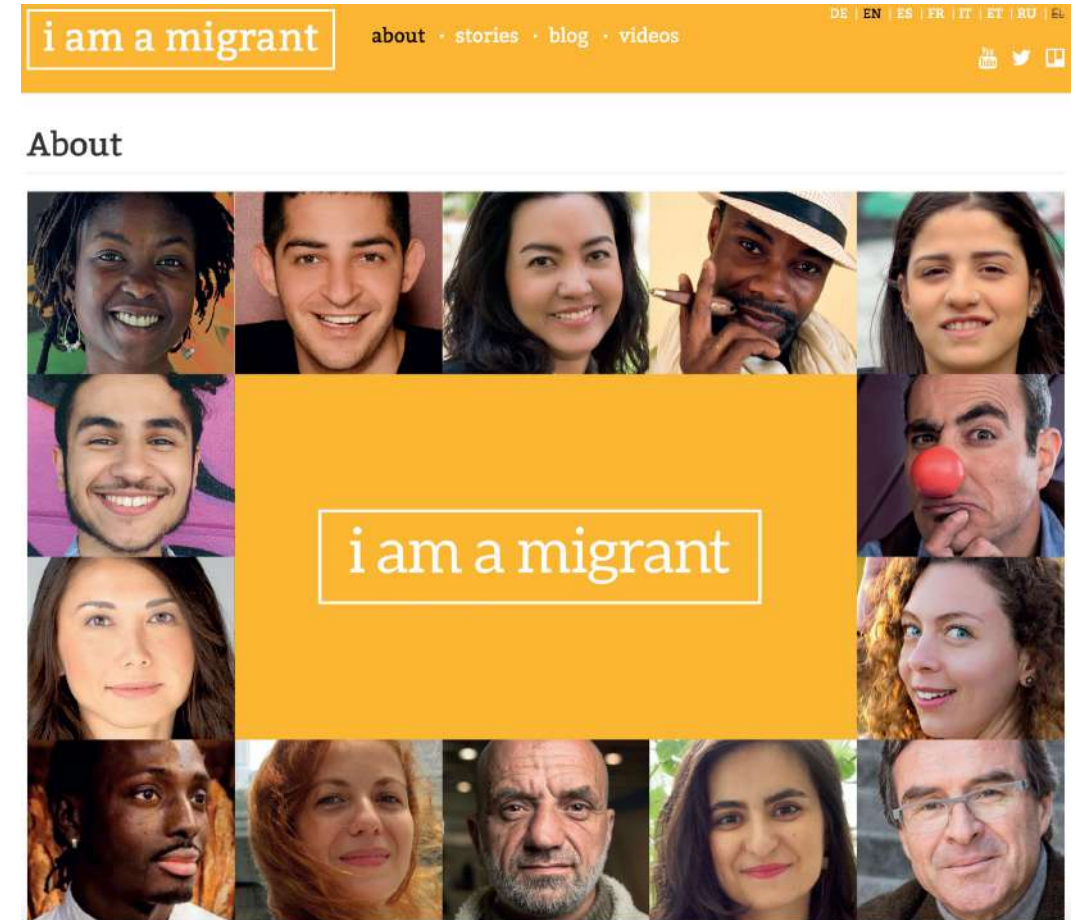 DE | EN | ES | FR | IT | ET | RU | EL
i am a migrant
about · stories · blog · videos
About
i am a migrant